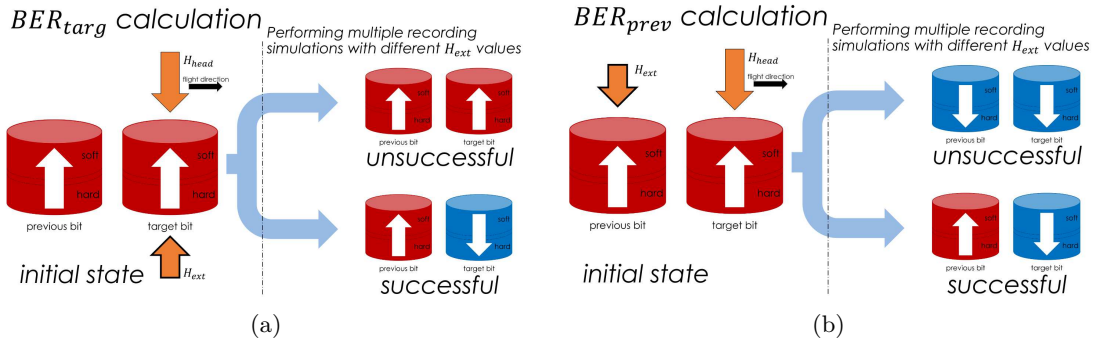 BER_targ calculation
Performing multiple recording
simulations with different H_ext values
H_head
flight direction
soft
hard
previous bit
soft
hard
target bit
H_ext
initial state
soft
hard
previous bit
soft
hard
target bit
unsuccessful
soft
hard
previous bit
soft
hard
target bit
successful
(a)
BER_prev calculation
Performing multiple recording
simulations with different H_ext values
H_ext
H_head
flight direction
soft
hard
previous bit
soft
hard
target bit
initial state
soft
hard
previous bit
soft
hard
target bit
unsuccessful
soft
hard
previous bit
soft
hard
target bit
successful
(b)